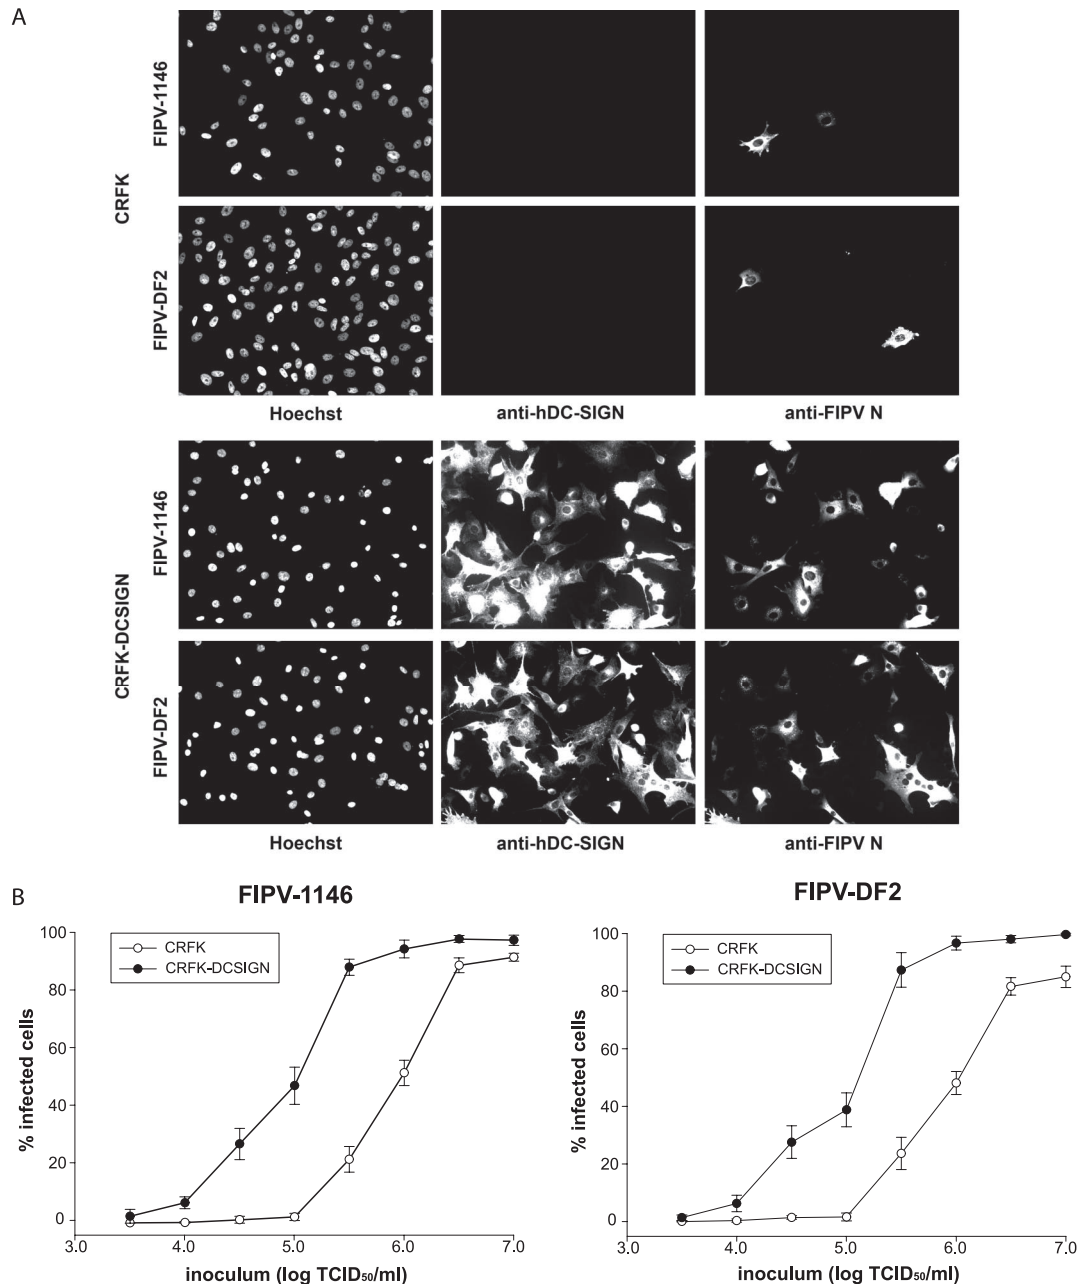 A
CRFK
FIPV-1146
FIPV-DF2
Hoechst
anti-hDC-SIGN
anti-FIPV N
CRFK-DCSIGN
FIPV-1146
FIPV-DF2
Hoechst
anti-hDC-SIGN
anti-FIPV N
B
FIPV-1146
CRFK
CRFK-DCSIGN
% infected cells
100
80
60
40
20
0
3.0 4.0 5.0 6.0 7.0
inoculum (log TCID₅₀/ml)
FIPV-DF2
CRFK
CRFK-DCSIGN
% infected cells
100
80
60
40
20
0
3.0 4.0 5.0 6.0 7.0
inoculum (log TCID₅₀/ml)